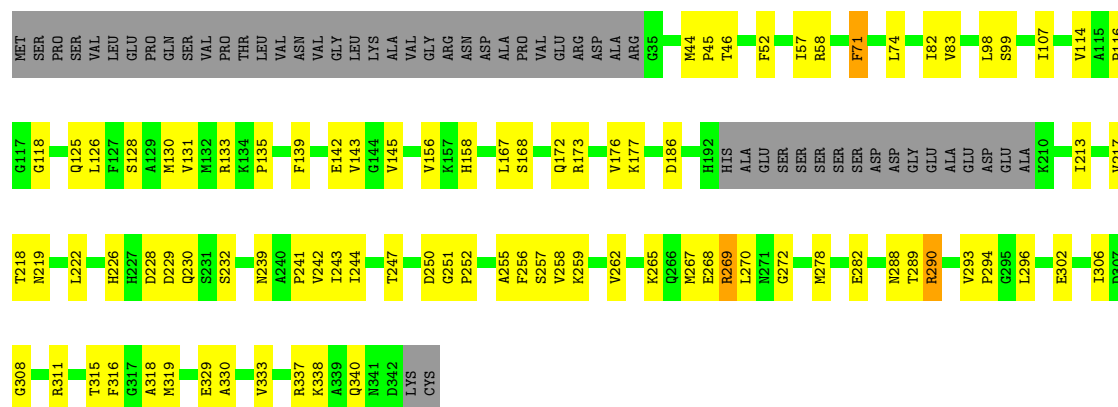 MET SER PRO SER VAL LEU GLU PRO GLN SER VAL PRO THR LEU VAL ASN VAL GLY LEU LYS ALA VAL GLY ARG ASN ASP ALA PRO VAL GLU ARG ASP ALA ARG G35 M44 P45 T46 F52 I57 R58 F71 L74 I82 V83 L98 S99 I107 V114 A115
G117 G118 Q125 L126 F127 S128 A129 M130 V131 M132 R133 K134 P135 F139 E142 V143 G144 V145 V156 K157 H158 L167 S168 Q172 R173 V176 K177 D186 H192 HIS ALA GLU SER SER SER SER SER ASP ASP GLY GLU ALA GLU ASP GLU ALA K210 I213
T218 N219 L222 H226 H227 D228 D229 Q230 S231 S232 N239 A240 P241 V242 I243 I244 T247 D250 G251 P252 A255 F256 S257 V258 K259 V262 K265 Q266 M267 E268 R269 L270 N271 G272 M278 E282 N288 T289 R290 V293 P294 G295 L296 E302 I306
G308 R311 T315 F316 G317 A318 M319 E329 A330 V333 R337 K338 A339 Q340 N341 D342 LYS CYS